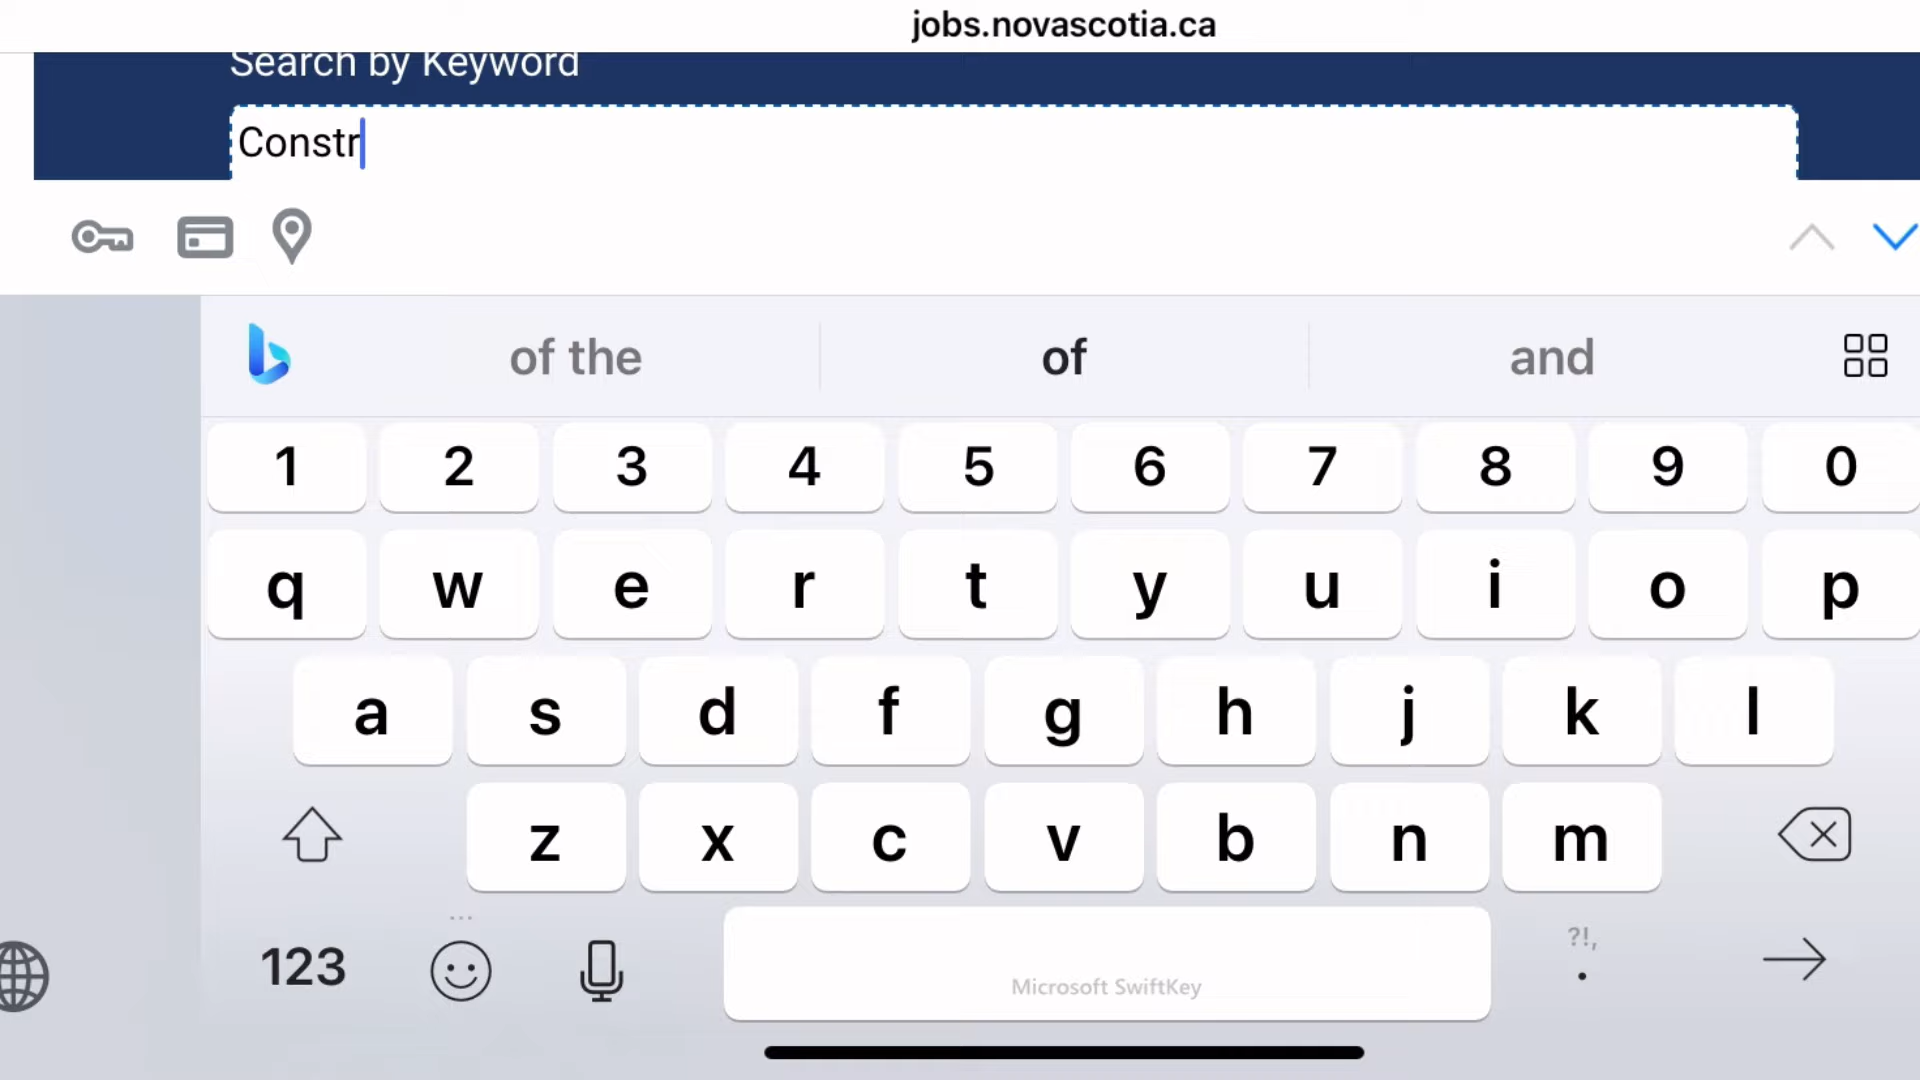 jobs.novascotia.ca
Search by Keyword
Constr
of the of and
1 2 3 4 5 6 7 8 9 0
q w e r t y u i o p
a s d f g h j k l
z x c v b n m
123 Microsoft SwiftKey ?!, .